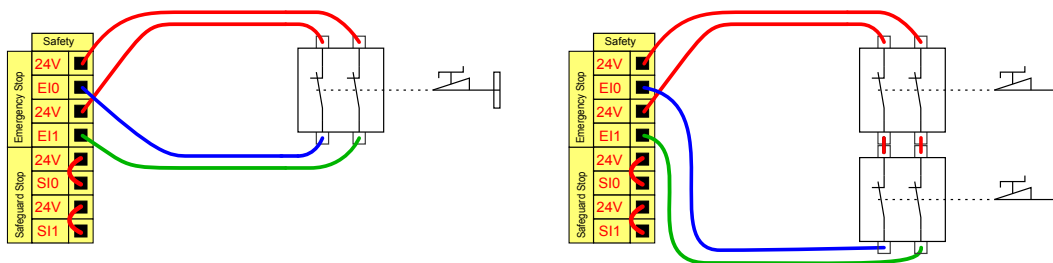 Safety
Emergency Stop
24V
EI0
24V
EI1
Safeguard Stop
24V
SI0
24V
SI1
Safety
Emergency Stop
24V
EI0
24V
EI1
Safeguard Stop
24V
SI0
24V
SI1